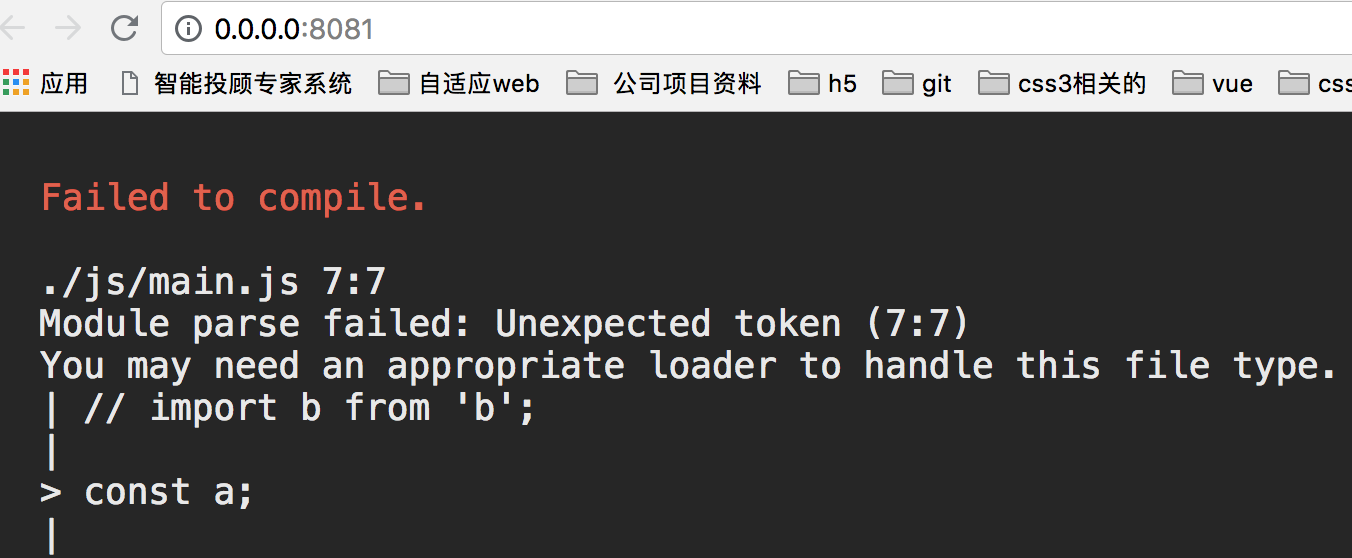 0.0.0.0:8081
应用 智能投顾专家系统 自适应web 公司项目资料 h5 git css3相关的 vue css
Failed to compile.
./js/main.js 7:7
Module parse failed: Unexpected token (7:7)
You may need an appropriate loader to handle this file type.
| // import b from 'b';
|
> const a;
|